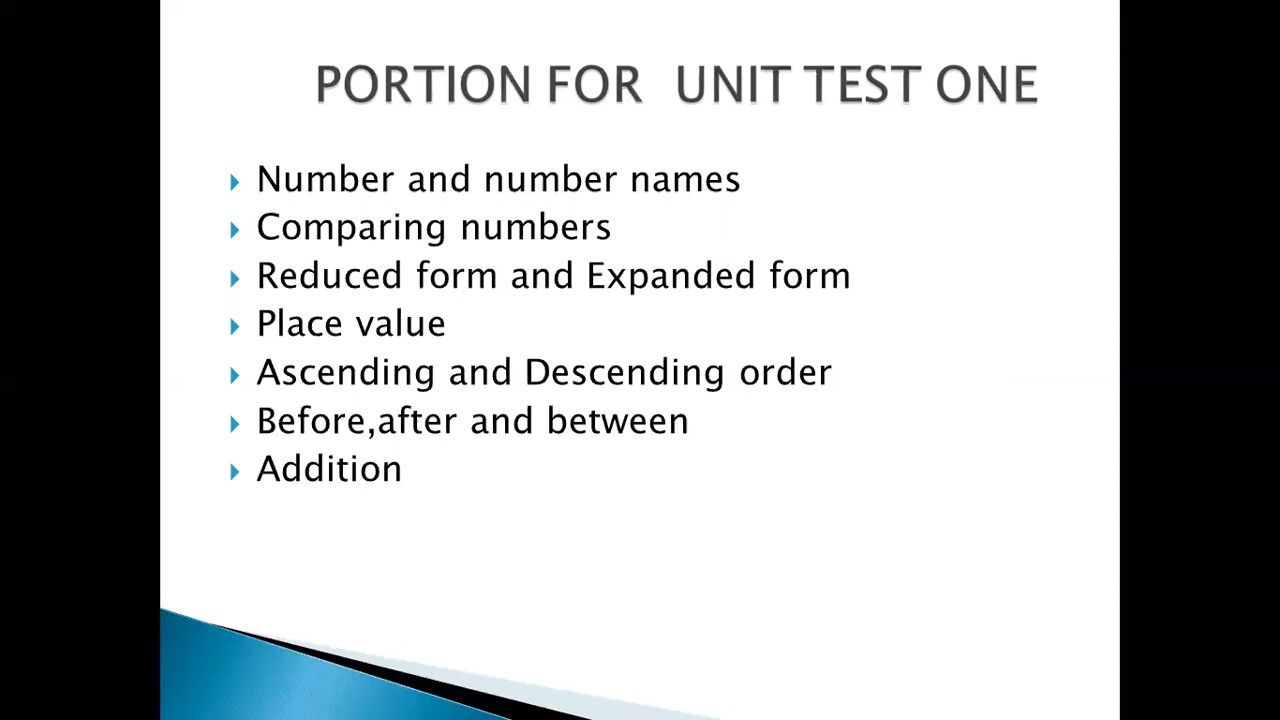 PORTION FOR UNIT TEST ONE
Number and number names
Comparing numbers
Reduced form and Expanded form
Place value
Ascending and Descending order
Before,after and between
Addition